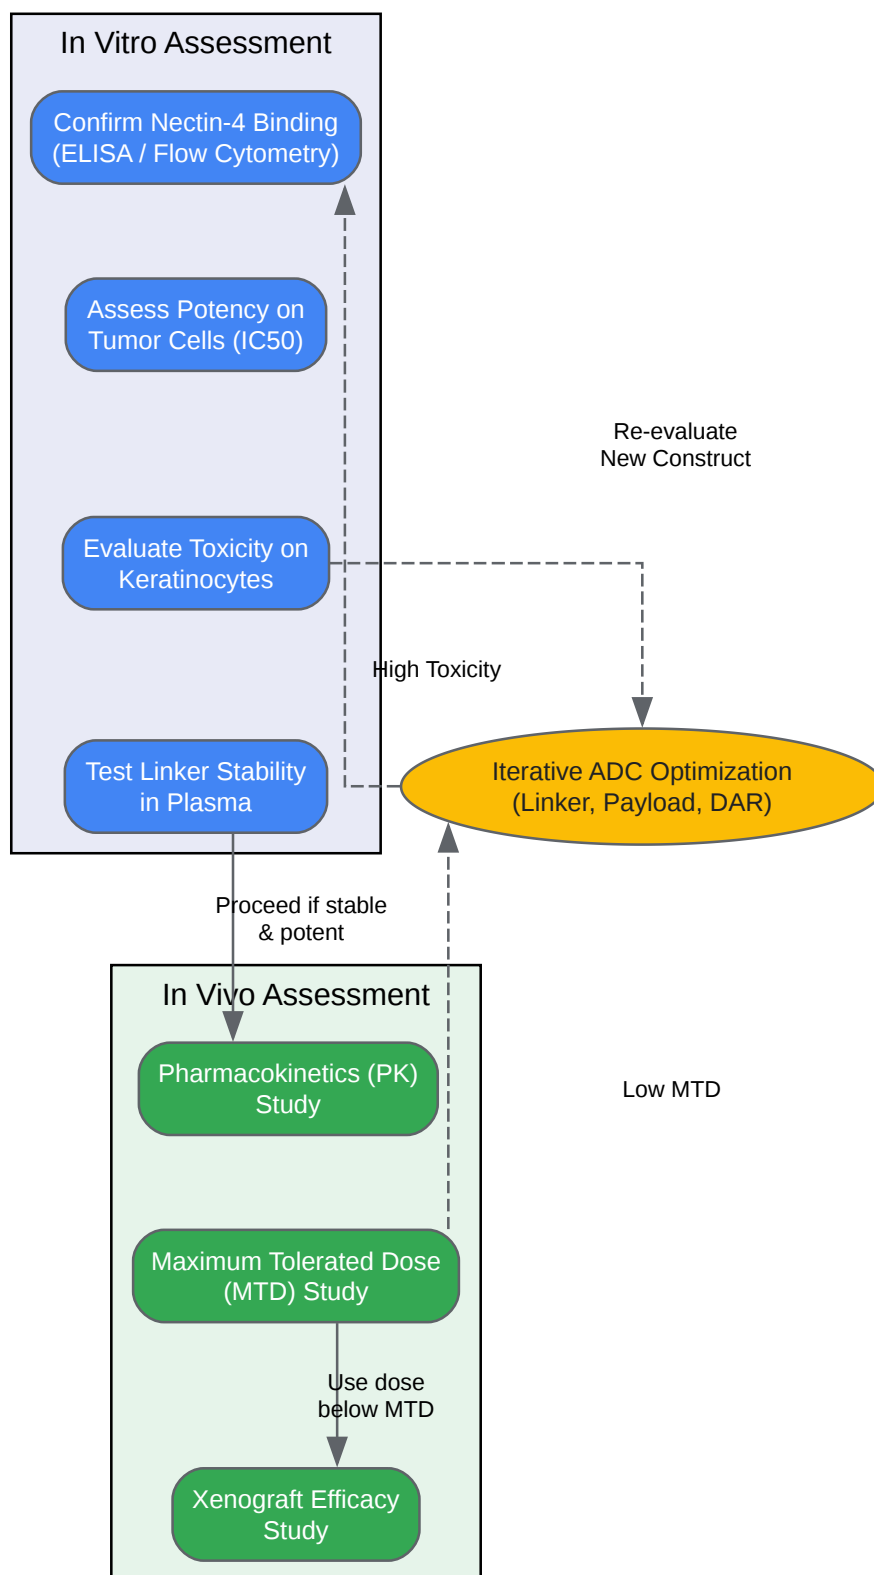 In Vitro Assessment
Confirm Nectin-4 Binding
(ELISA / Flow Cytometry)
Assess Potency on
Tumor Cells (IC50)
Re-evaluate
New Construct
Evaluate Toxicity on
Keratinocytes
High Toxicity
Test Linker Stability
in Plasma
Iterative ADC Optimization
(Linker, Payload, DAR)
Proceed if stable
& potent
In Vivo Assessment
Pharmacokinetics (PK)
Study
Low MTD
Maximum Tolerated Dose
(MTD) Study
Use dose
below MTD
Xenograft Efficacy
Study